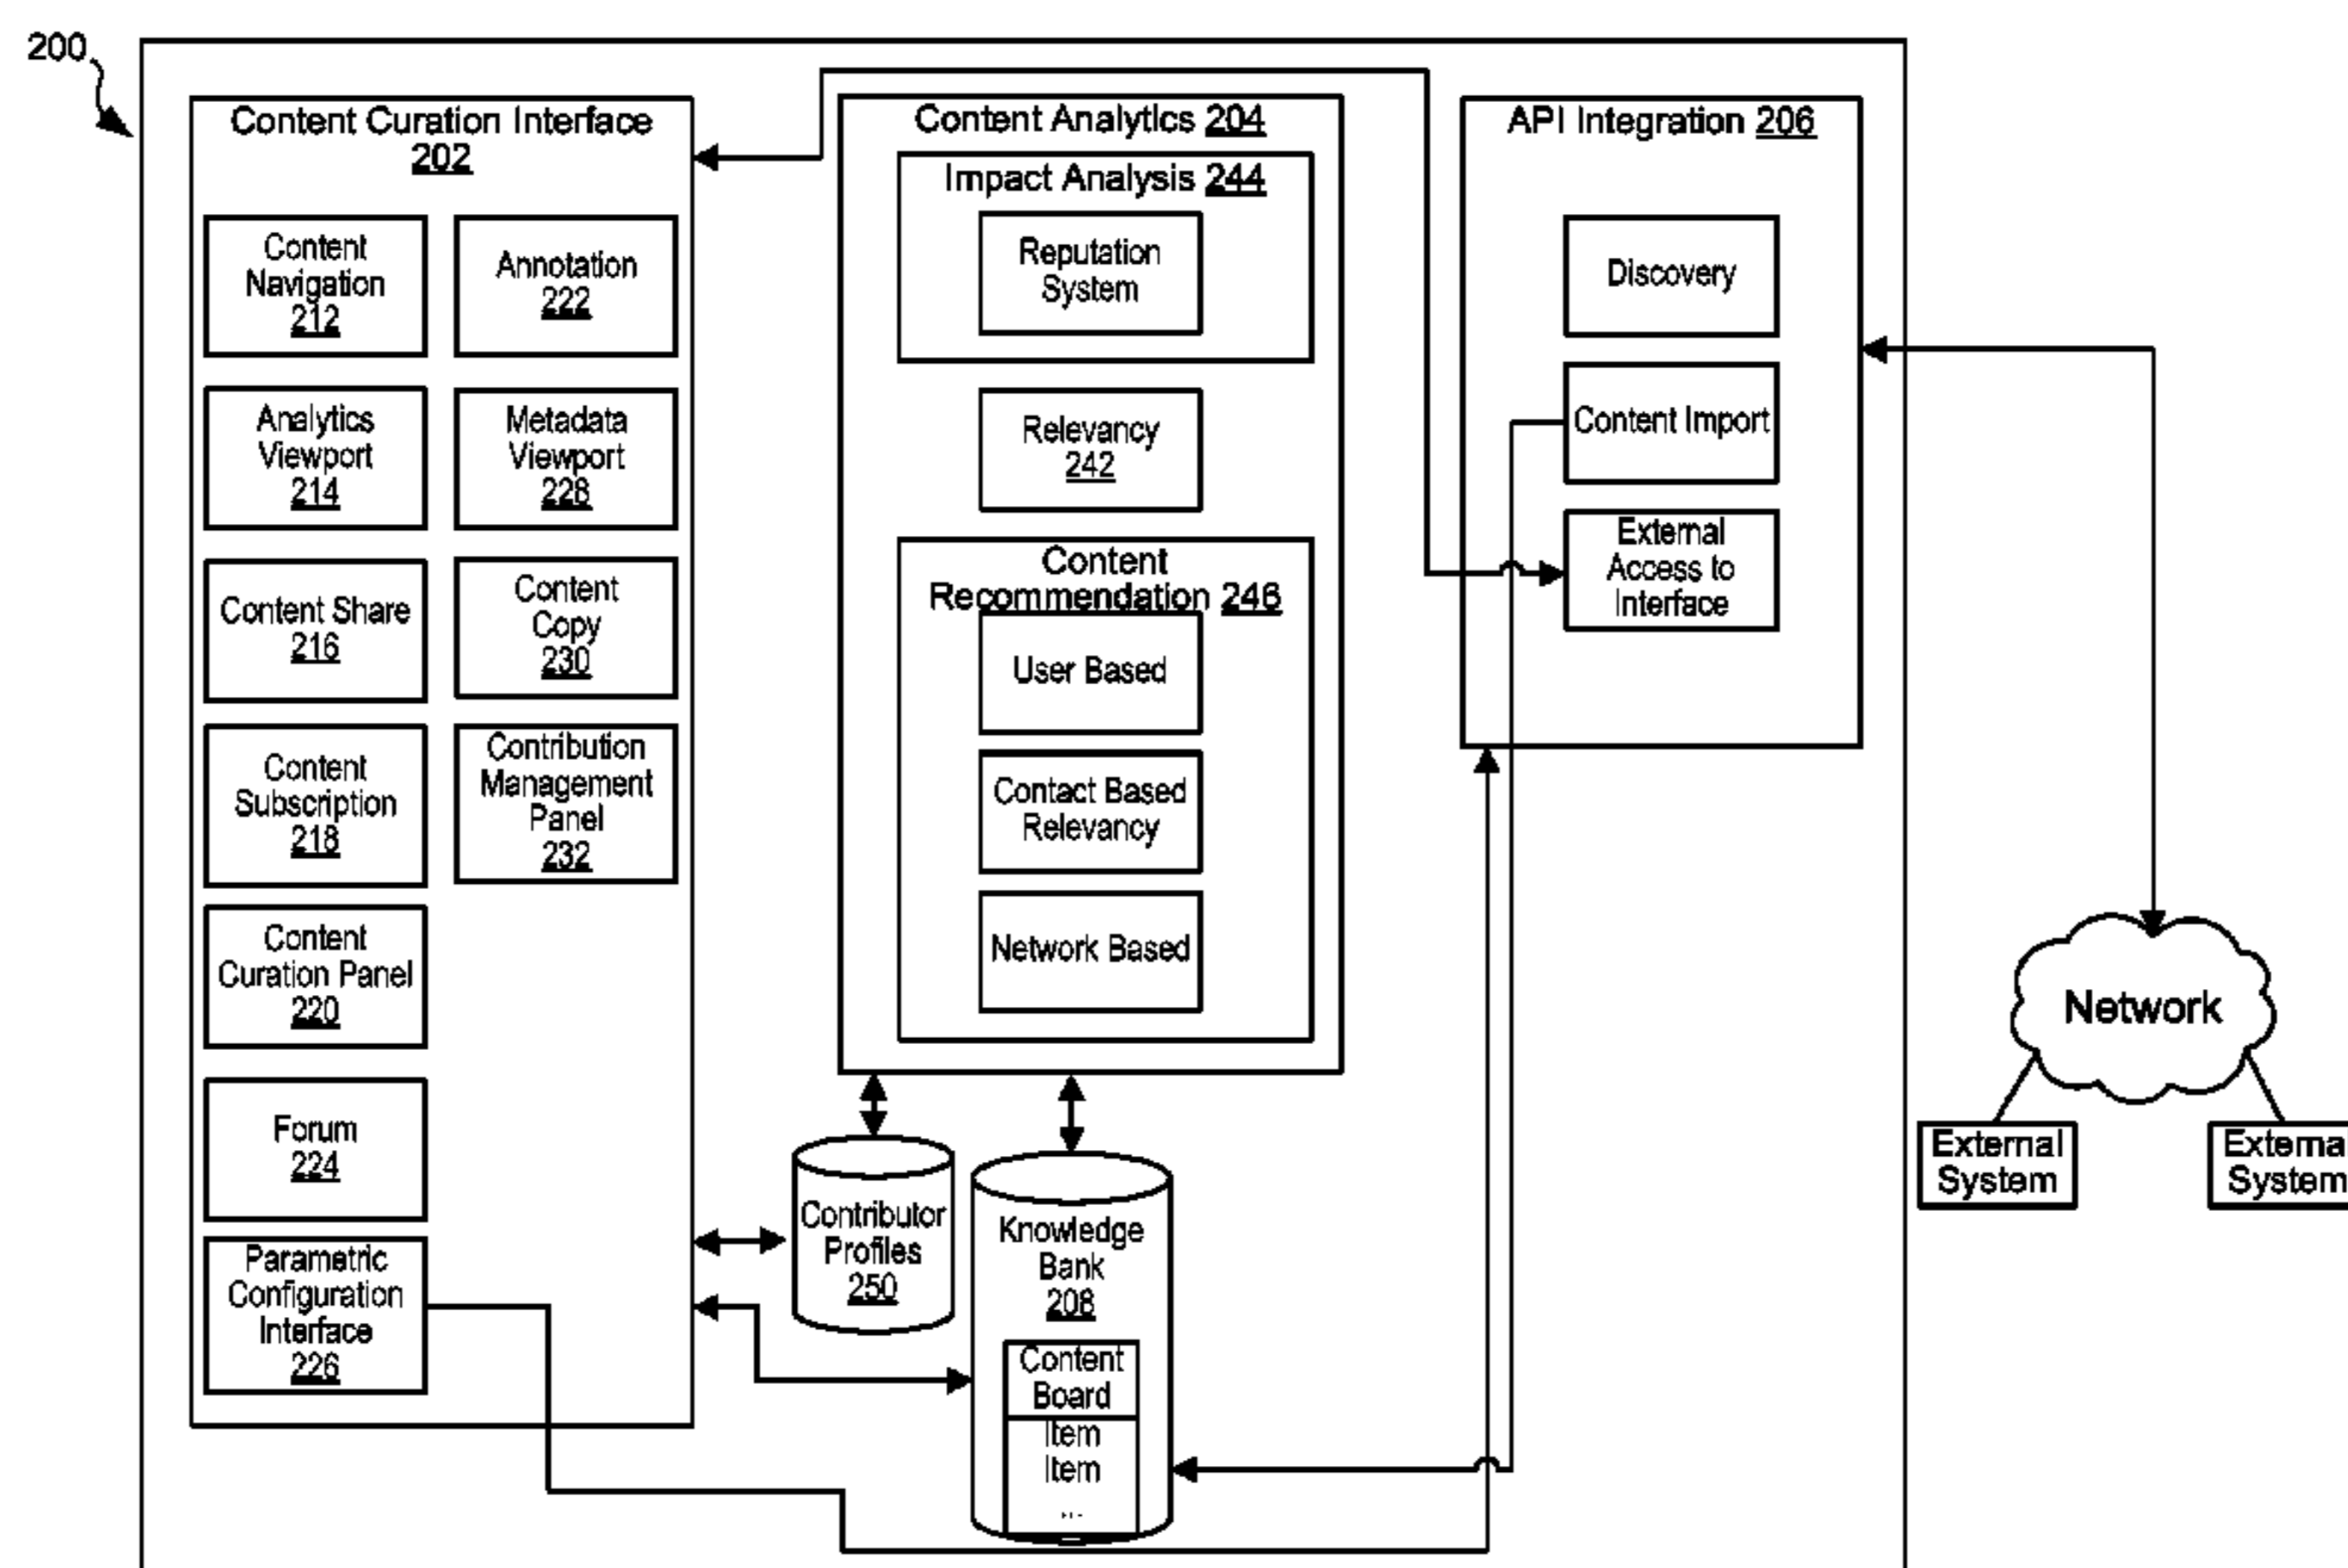 200
Content Curation Interface
202
Content
Navigation
212
Annotation
222
Analytics
Viewport
214
Metadata
Viewport
228
Content Share
216
Content
Copy
230
Content
Subscription
218
Contribution
Management
Panel
232
Content
Curation Panel
220
Forum
224
Parametric
Configuration
Interface
226
Content Analytics 204
Impact Analysis 244
Reputation
System
Relevancy
242
Content
Recommendation 246
User Based
Contact Based
Relevancy
Network Based
Contributor
Profiles
250
Knowledge
Bank
208
Content
Board
Item
Item
...
API Integration 206
Discovery
Content Import
External
Access to
Interface
Network
External
System
External
System